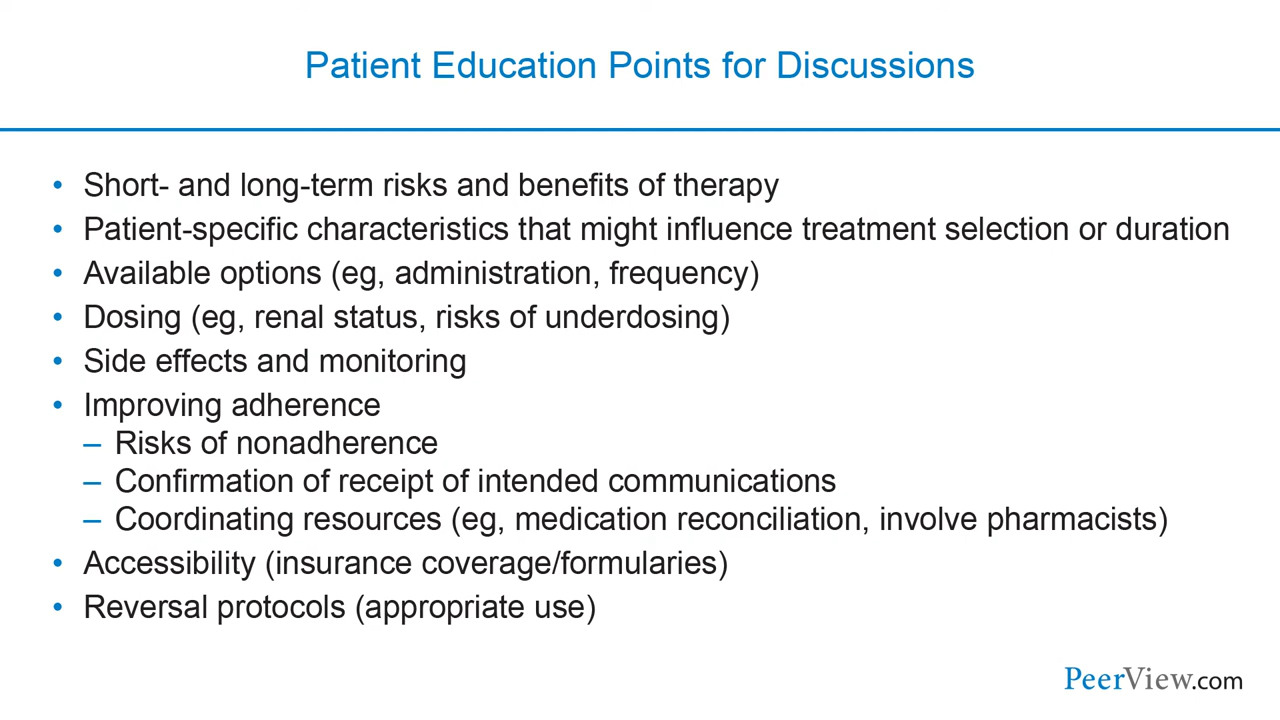 Patient Education Points for Discussions
• Short- and long-term risks and benefits of therapy
• Patient-specific characteristics that might influence treatment selection or duration
• Available options (eg, administration, frequency)
• Dosing (eg, renal status, risks of underdosing)
• Side effects and monitoring
• Improving adherence
– Risks of nonadherence
– Confirmation of receipt of intended communications
– Coordinating resources (eg, medication reconciliation, involve pharmacists)
• Accessibility (insurance coverage/formularies)
• Reversal protocols (appropriate use)
PeerView.com